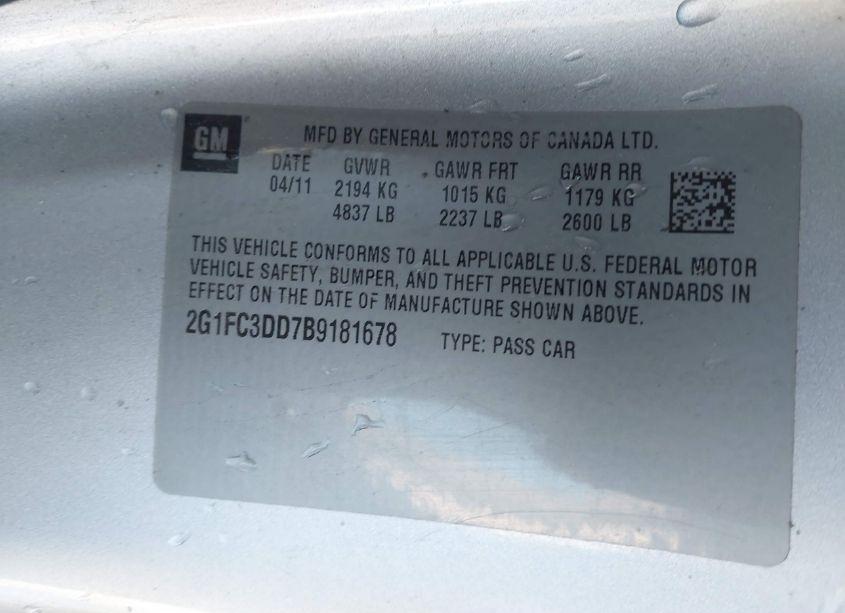 GM
MFD BY GENERAL MOTORS OF CANADA LTD.
DATE GVWR GAWR FRT GAWR RR
04/11 2194 KG 1015 KG 1179 KG
4837 LB 2237 LB 2600 LB
THIS VEHICLE CONFORMS TO ALL APPLICABLE U.S. FEDERAL MOTOR
VEHICLE SAFETY, BUMPER, AND THEFT PREVENTION STANDARDS IN
EFFECT ON THE DATE OF MANUFACTURE SHOWN ABOVE.
2G1FC3DD7B9181678 TYPE: PASS CAR